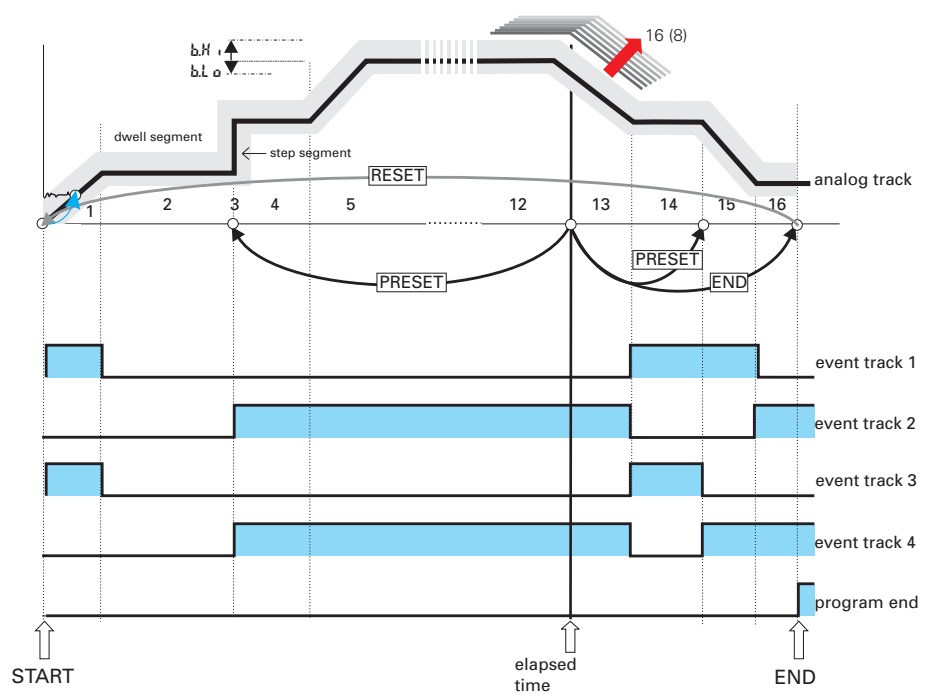 16 (8)
b.H i
b.L o
dwell segment
step segment
RESET
analog track
1 2 3 4 5 12 13 14 15 16
PRESET
PRESET
END
event track 1
event track 2
event track 3
event track 4
program end
START
elapsed
time
END